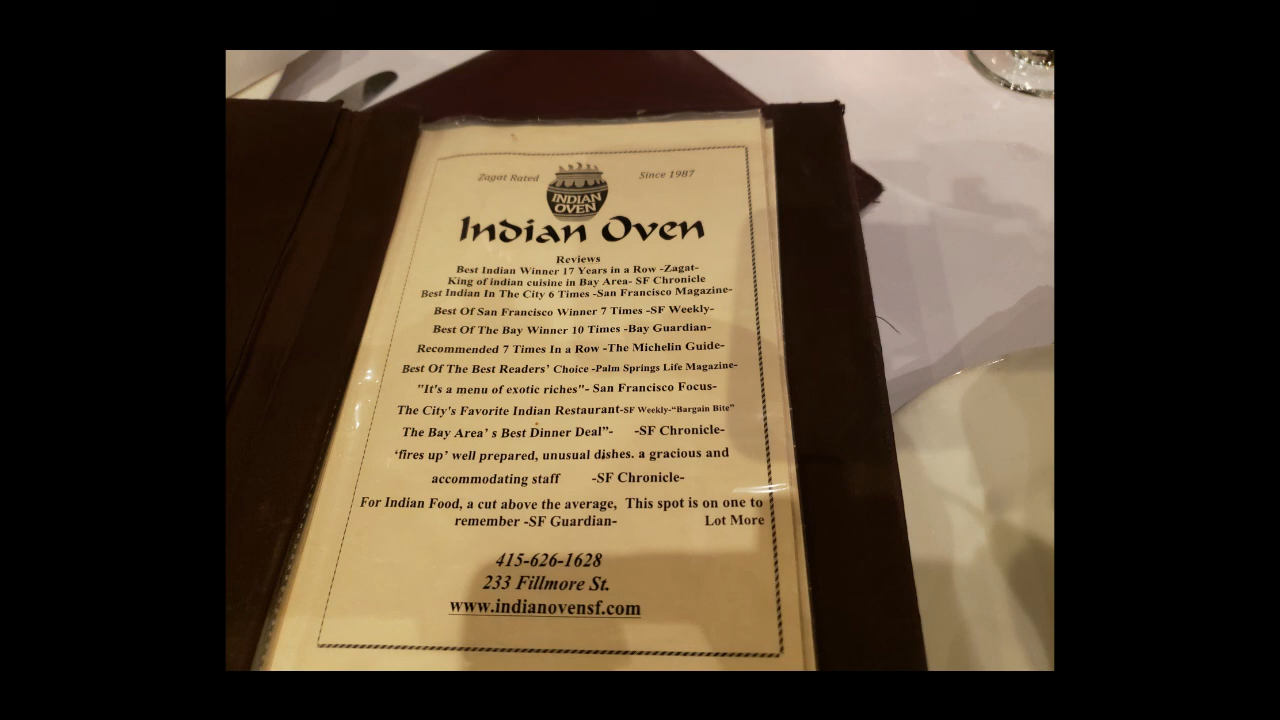 Zagat Rated
Since 1987
INDIAN
OVEN
Indian Oven
Reviews
Best Indian Winner 17 Years in a Row -Zagat-
King of indian cuisine in Bay Area- SF Chronicle
Best Indian In The City 6 Times -San Francisco Magazine-
Best Of San Francisco Winner 7 Times -SF Weekly-
Best Of The Bay Winner 10 Times -Bay Guardian-
Recommended 7 Times In a Row -The Michelin Guide-
Best Of The Best Readers’ Choice -Palm Springs Life Magazine-
"It's a menu of exotic riches"- San Francisco Focus-
The City's Favorite Indian Restaurant-SF Weekly-“Bargain Bite”
The Bay Area’ s Best Dinner Deal”- -SF Chronicle-
‘fires up’ well prepared, unusual dishes. a gracious and
accommodating staff -SF Chronicle-
For Indian Food, a cut above the average, This spot is on one to
remember -SF Guardian- Lot More
415-626-1628
233 Fillmore St.
www.indianovensf.com